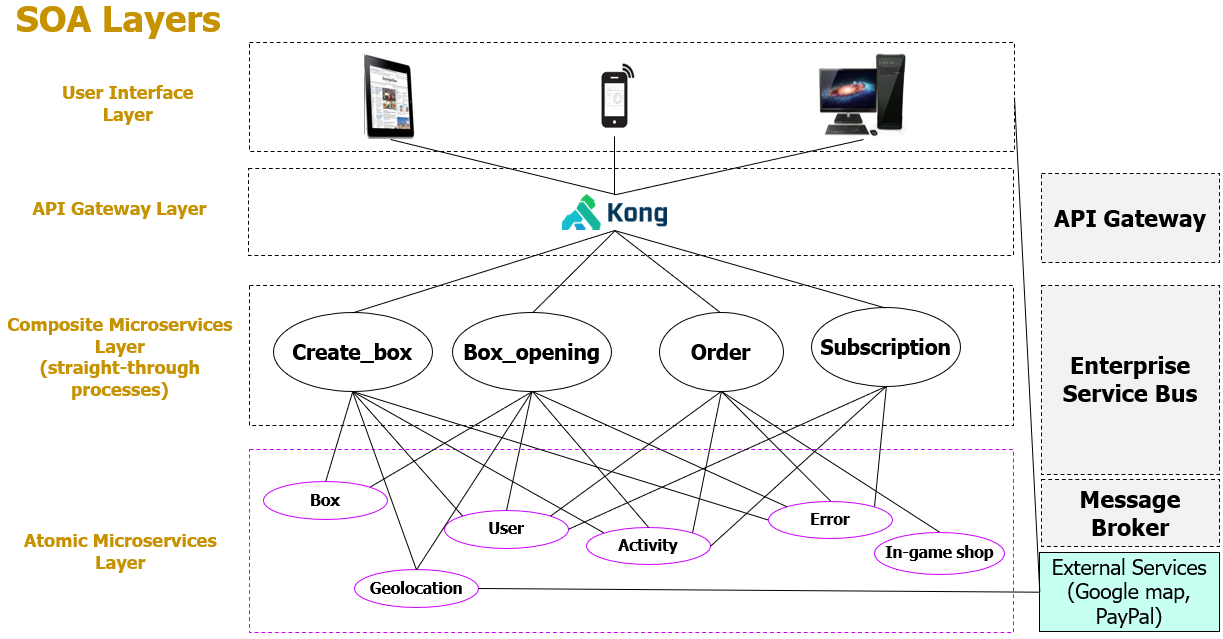 SOA Layers
User Interface
Layer
API Gateway Layer
Kong
API Gateway
Composite Microservices
Layer
(straight-through
processes)
Create_box
Box_opening
Order
Subscription
Enterprise
Service Bus
Atomic Microservices
Layer
Box
User
Activity
Error
In-game shop
Geolocation
Message
Broker
External Services
(Google map,
PayPal)